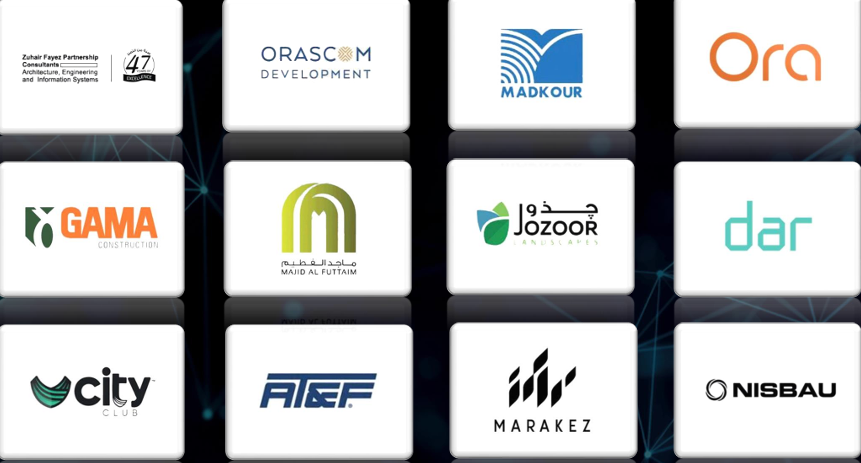 Zuhair Fayez Partnership
Consultants
Architecture, Engineering
and Information Systems
47
EXCELLENCE
ORASCOM
DEVELOPMENT
MADKOUR
Ora
GAMA
CONSTRUCTION
ماجد الفطيم
MAJID AL FUTTAIM
جذور
JOZOOR
LANDSCAPES
dar
city
CLUB
AT&F
MARAKEZ
NISBAU